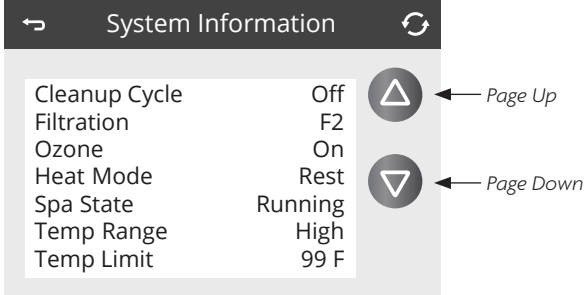 System Information
Cleanup Cycle Off
Filtration F2
Ozone On
Heat Mode Rest
Spa State Running
Temp Range High
Temp Limit 99 F
Page Up
Page Down